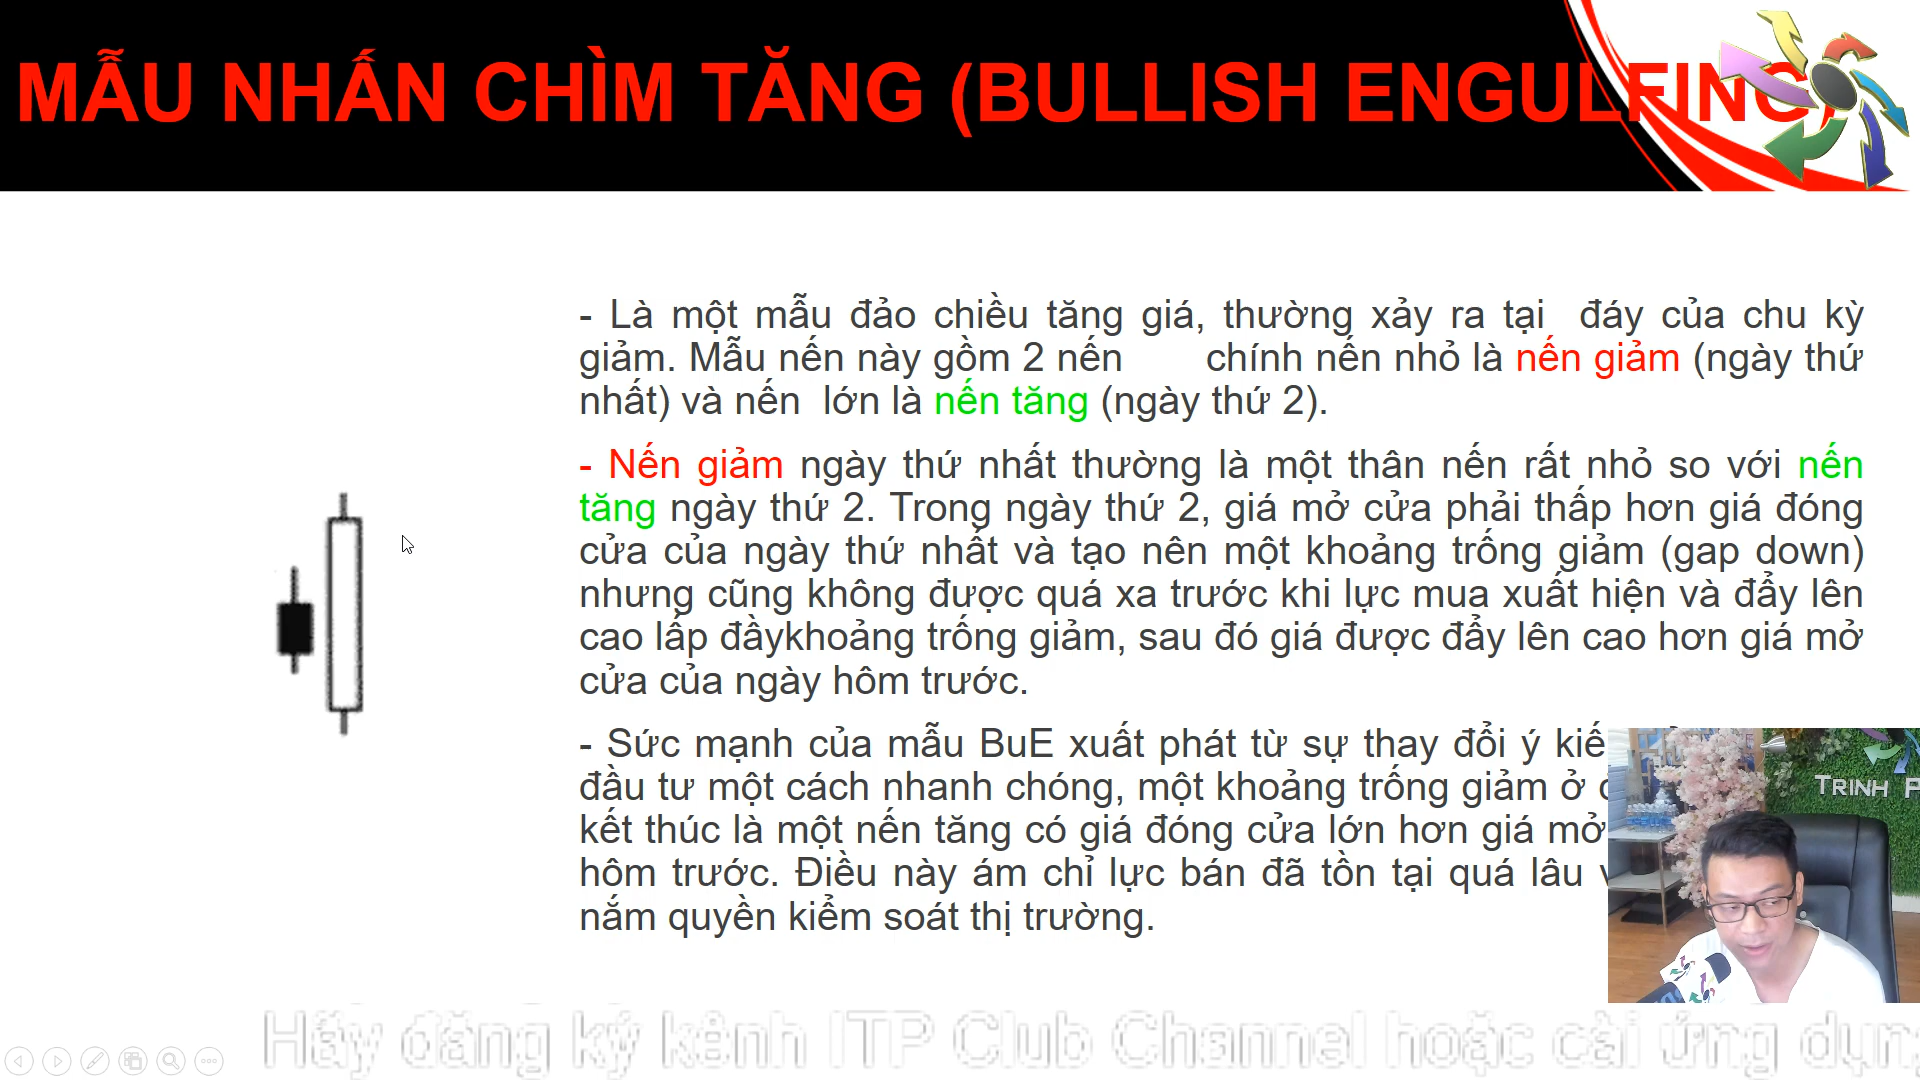 MẪU NHẤN CHÌM TĂNG (BULLISH ENGULFING)
- Là một mẫu đảo chiều tăng giá, thường xảy ra tại đáy của chu kỳ
giảm. Mẫu nến này gồm 2 nến chính nến nhỏ là nến giảm (ngày thứ
nhất) và nến lớn là nến tăng (ngày thứ 2).
- Nến giảm ngày thứ nhất thường là một thân nến rất nhỏ so với nến
tăng ngày thứ 2. Trong ngày thứ 2, giá mở cửa phải thấp hơn giá đóng
cửa của ngày thứ nhất và tạo nên một khoảng trống giảm (gap down)
nhưng cũng không được quá xa trước khi lực mua xuất hiện và đẩy lên
cao lấp đầykhoảng trống giảm, sau đó giá được đẩy lên cao hơn giá mở
cửa của ngày hôm trước.
- Sức mạnh của mẫu BuE xuất phát từ sự thay đổi ý
đầu tư một cách nhanh chóng, một khoảng trống giảm ở
kết thúc là một nến tăng có giá đóng cửa lớn hơn giá mở
hôm trước. Điều này ám chỉ lực bán đã tồn tại quá lâu
nắm quyền kiểm soát thị trường.
TRINH P
Hãy đăng ký kênh ITP Club Channel hoặc cài ứng dụng